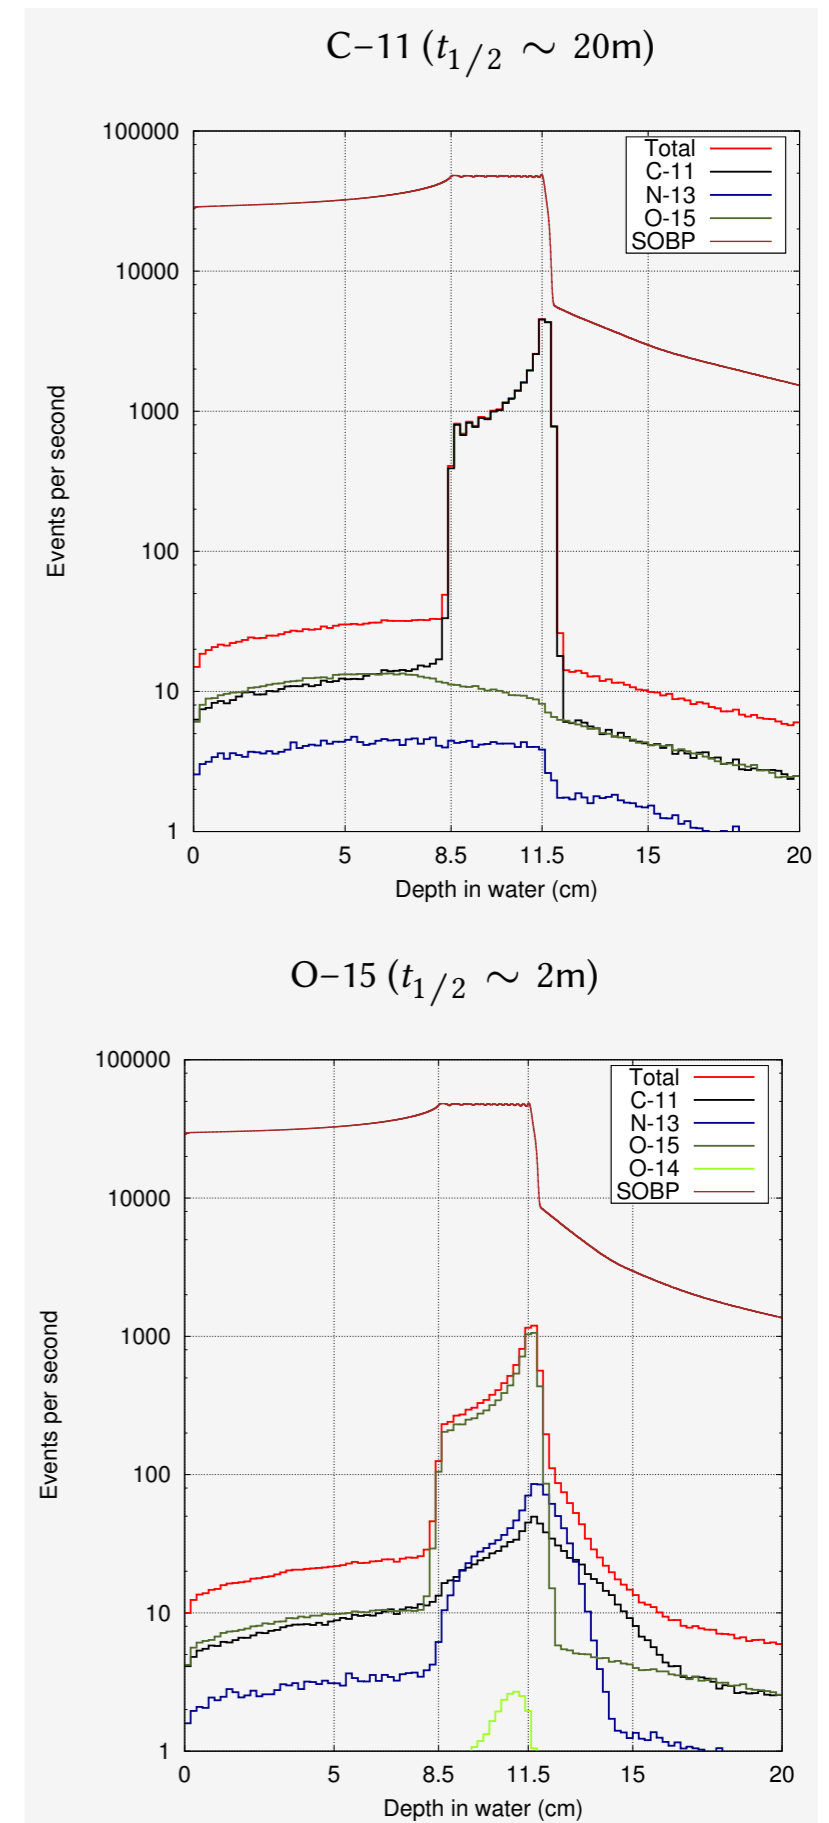 C–11 (t1/2 ∼ 20m)
100000
10000
1000
100
10
1
Events per second
Total
C-11
N-13
O-15
SOBP
0 5 8.5 11.5 15 20
Depth in water (cm)
O–15 (t1/2 ∼ 2m)
100000
10000
1000
100
10
1
Events per second
Total
C-11
N-13
O-15
O-14
SOBP
0 5 8.5 11.5 15 20
Depth in water (cm)